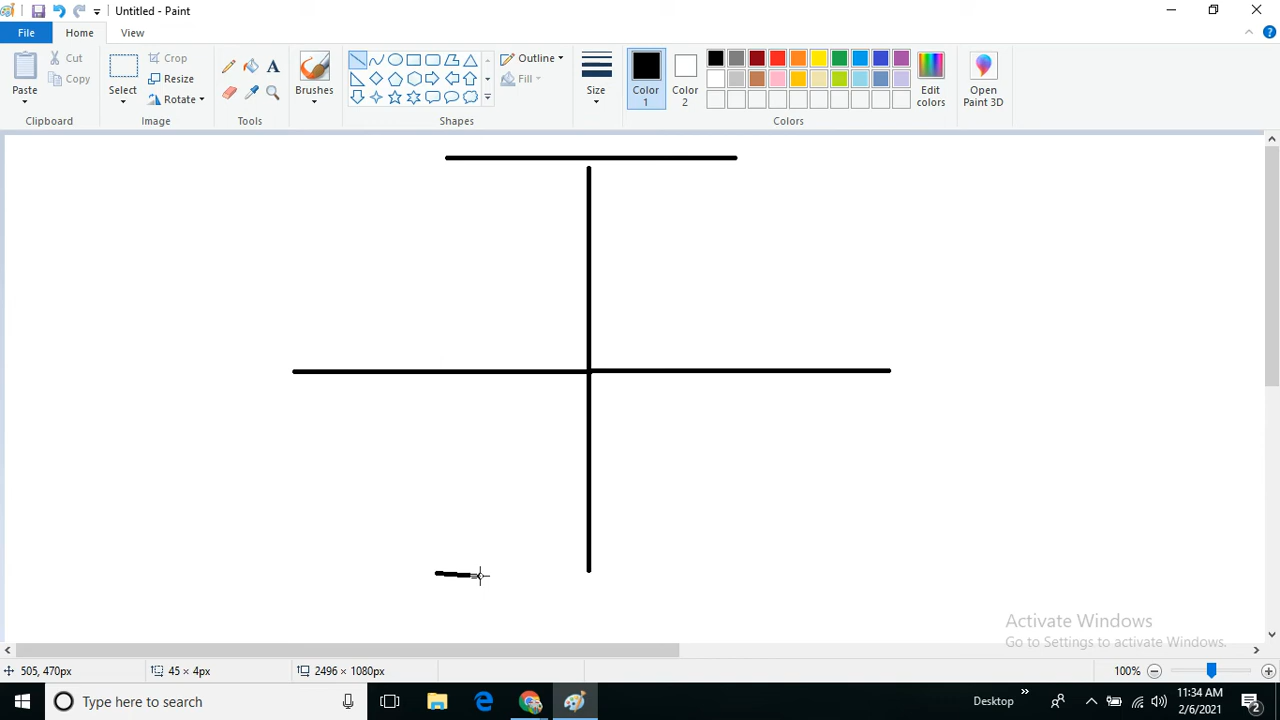 Untitled - Paint
File
Home
View
Paste
Cut
Copy
Clipboard
Select
Crop
Resize
Rotate
Image
Tools
Brushes
Outline
Fill
Shapes
Size
Color
1
Color
2
Edit
colors
Colors
Open
Paint 3D
Activate Windows
Go to Settings to activate Windows.
505, 470px
45 × 4px
2496 × 1080px
100%
Type here to search
Desktop
11:34 AM
2/6/2021
2